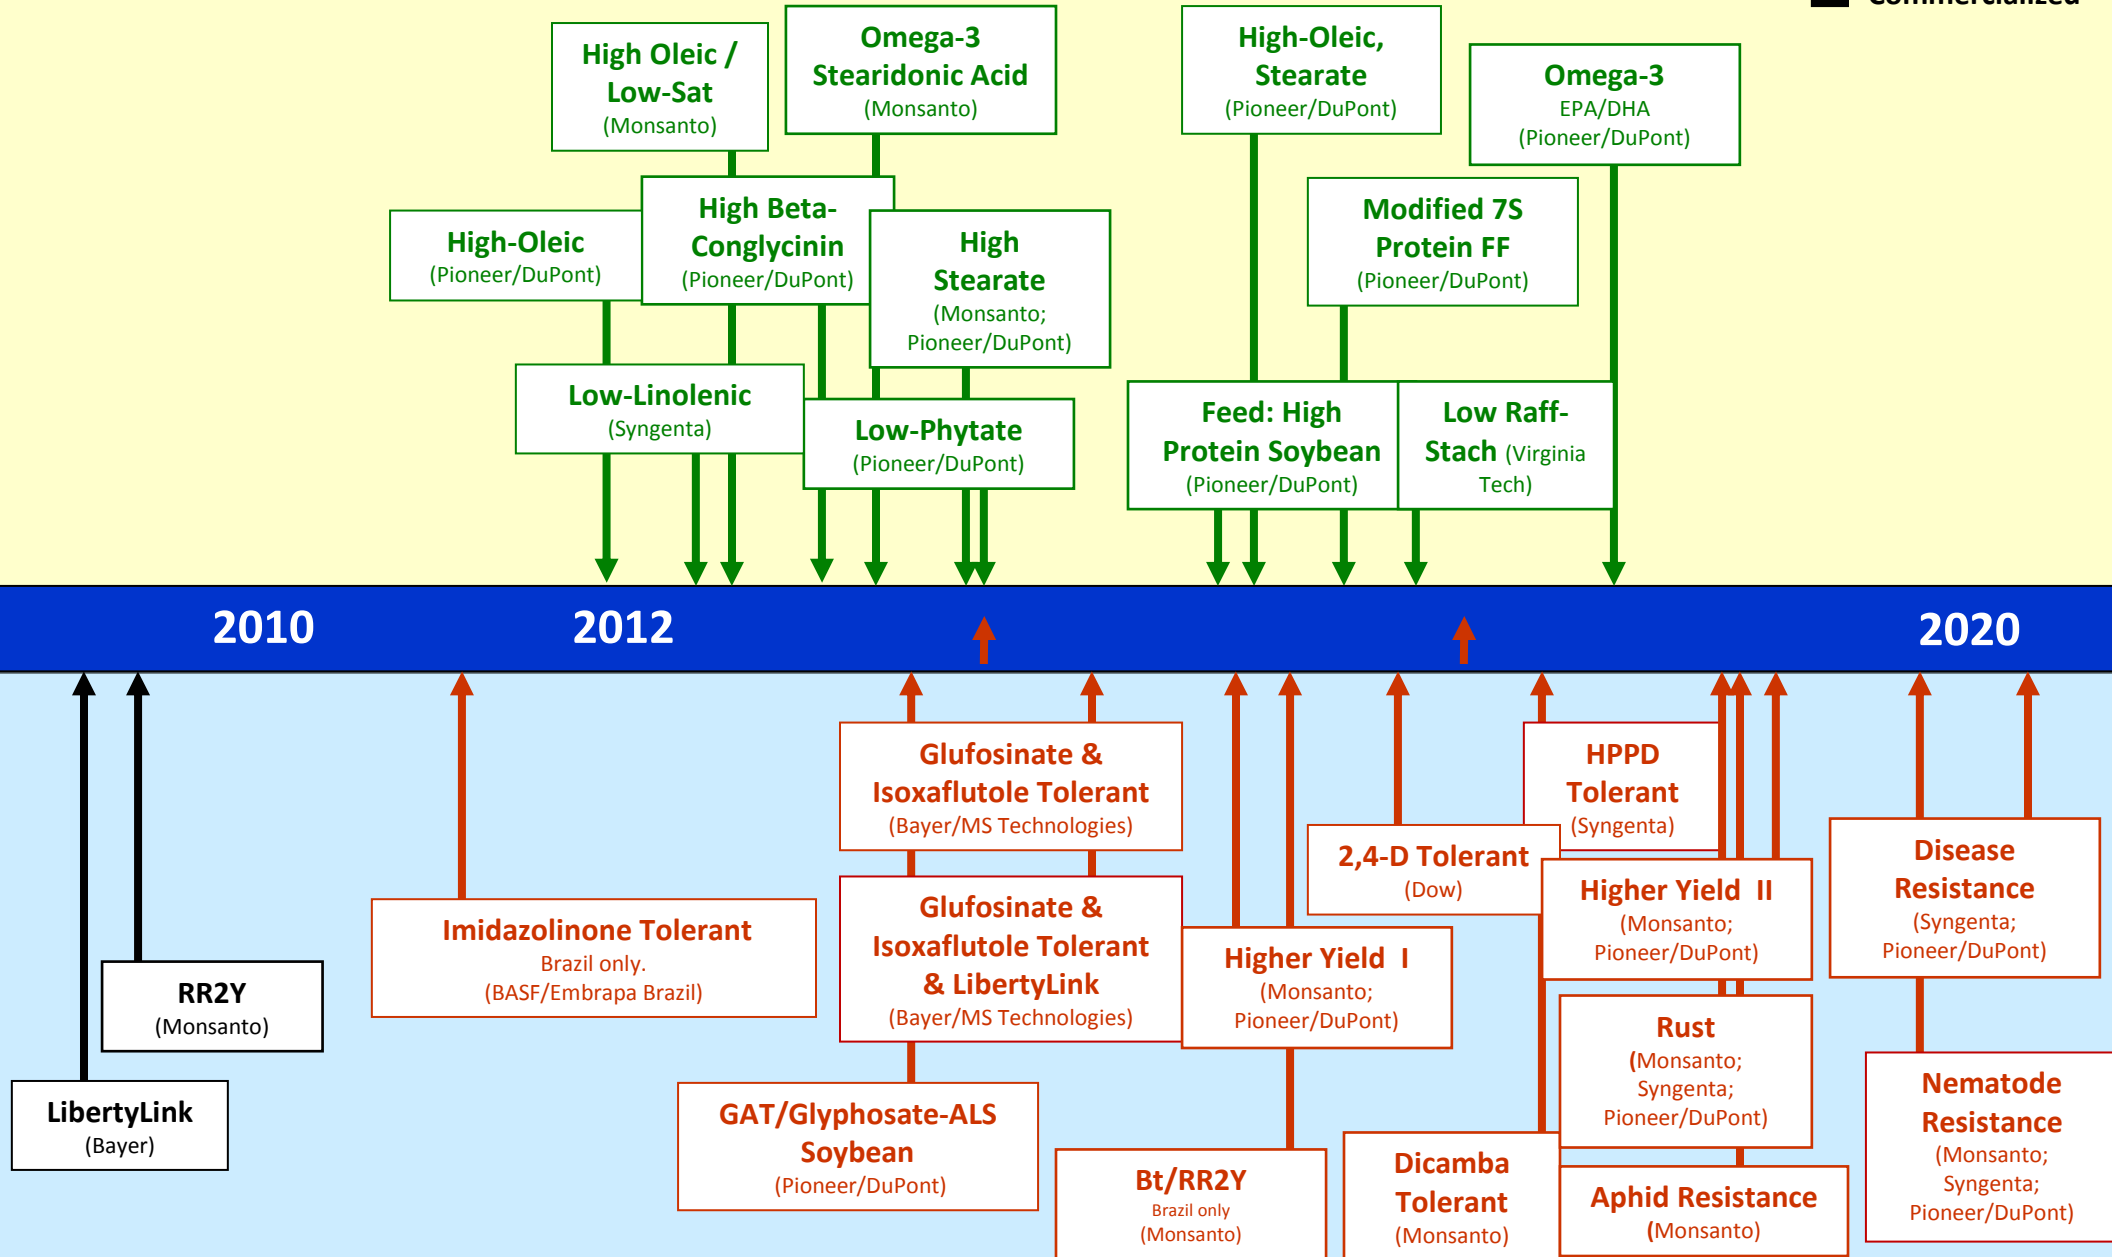 Commercialized
High Oleic /
Low-Sat
(Monsanto)
Omega-3
Stearidonic Acid
(Monsanto)
High-Oleic,
Stearate
(Pioneer/DuPont)
Omega-3
EPA/DHA
(Pioneer/DuPont)
High-Oleic
(Pioneer/DuPont)
High Beta-
Conglycinin
(Pioneer/DuPont)
High
Stearate
(Monsanto;
Pioneer/DuPont)
Modified 7S
Protein FF
(Pioneer/DuPont)
Low-Linolenic
(Syngenta)
Low-Phytate
(Pioneer/DuPont)
Feed: High
Protein Soybean
(Pioneer/DuPont)
Low Raff-
Stach (Virginia
Tech)
2010
2012
2020
Glufosinate &
Isoxaflutole Tolerant
(Bayer/MS Technologies)
HPPD
Tolerant
(Syngenta)
2,4-D Tolerant
(Dow)
Disease
Resistance
(Syngenta;
Pioneer/DuPont)
Imidazolinone Tolerant
Brazil only.
(BASF/Embrapa Brazil)
Glufosinate &
Isoxaflutole Tolerant
& LibertyLink
(Bayer/MS Technologies)
Higher Yield  I
(Monsanto;
Pioneer/DuPont)
Higher Yield  II
(Monsanto;
Pioneer/DuPont)
RR2Y
(Monsanto)
Rust
(Monsanto;
Syngenta;
Pioneer/DuPont)
LibertyLink
(Bayer)
GAT/Glyphosate-ALS
Soybean
(Pioneer/DuPont)
Bt/RR2Y
Brazil only
(Monsanto)
Dicamba
Tolerant
(Monsanto)
Aphid Resistance
(Monsanto)
Nematode
Resistance
(Monsanto;
Syngenta;
Pioneer/DuPont)